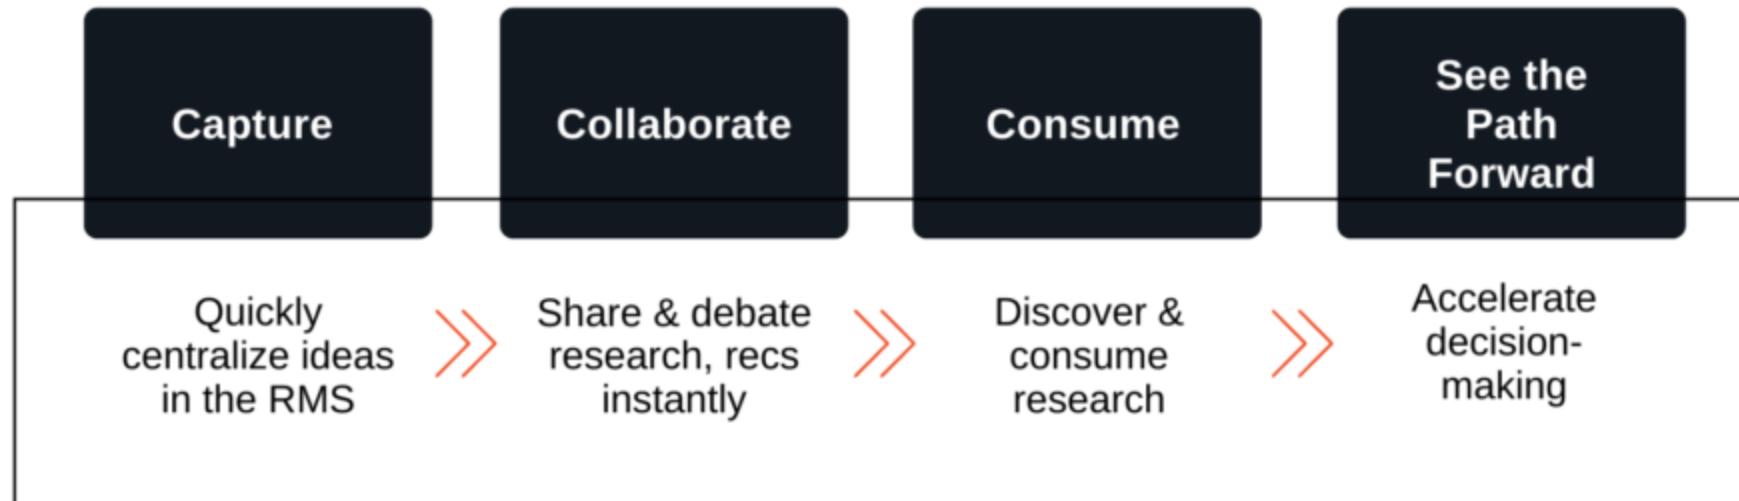 Capture
Collaborate
Consume
See the
Path
Forward
Quickly
centralize ideas
in the RMS
Share & debate
research, recs
instantly
Discover &
consume
research
Accelerate
decision-
making